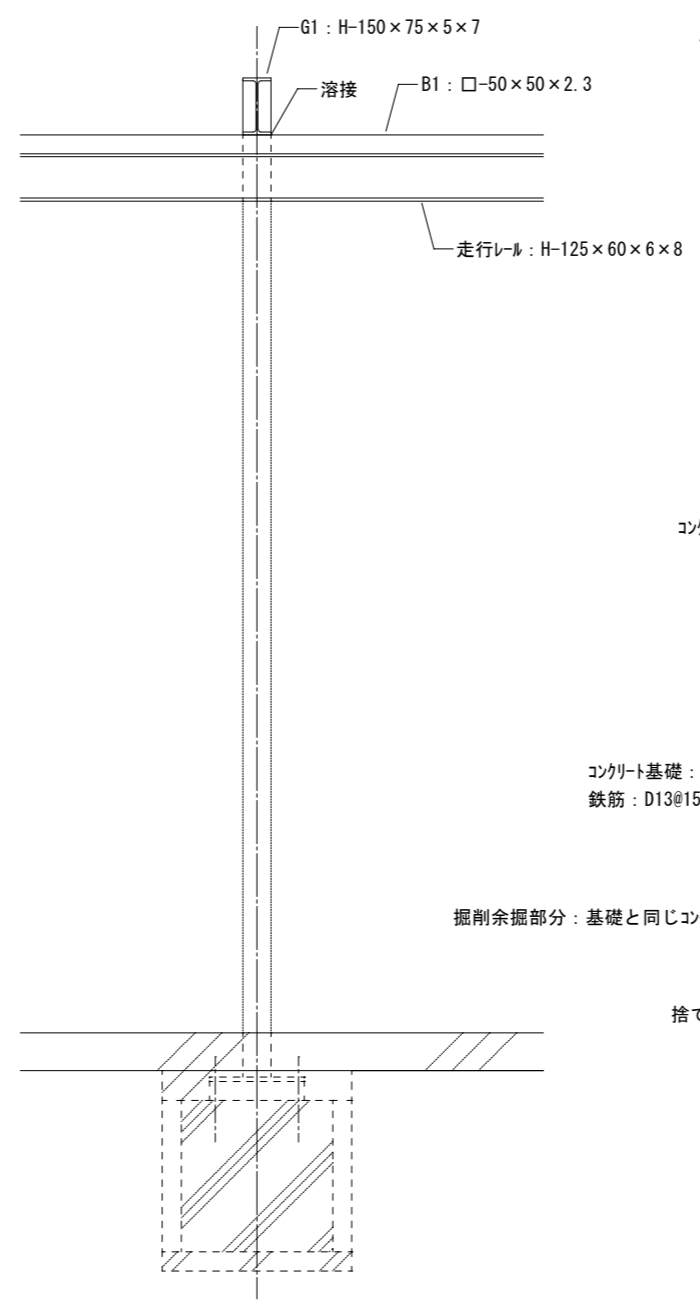 G1：H-150×75×5×7
溶接
B1：□-50×50×2.3
走行ﾚｰﾙ：H-125×60×6×8
ｺﾝｸﾘｰﾄ基礎：
鉄筋：D13@15
掘削余掘部分：基礎と同じｺﾝ
捨て